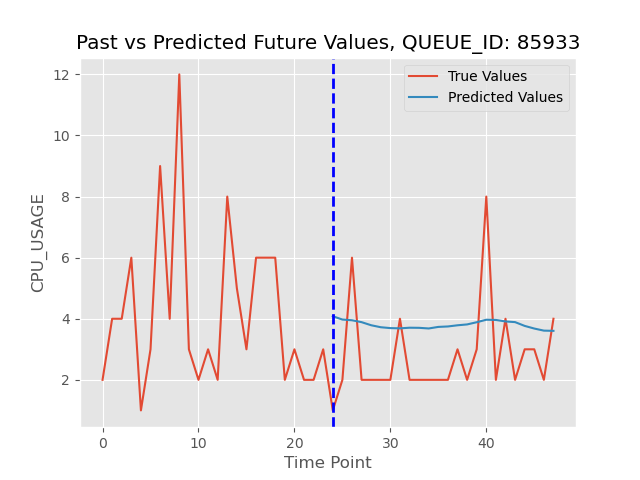 Past vs Predicted Future Values, QUEUE_ID: 85933
True Values
Predicted Values
CPU_USAGE
12
10
8
6
4
2
0 10 20 30 40
Time Point